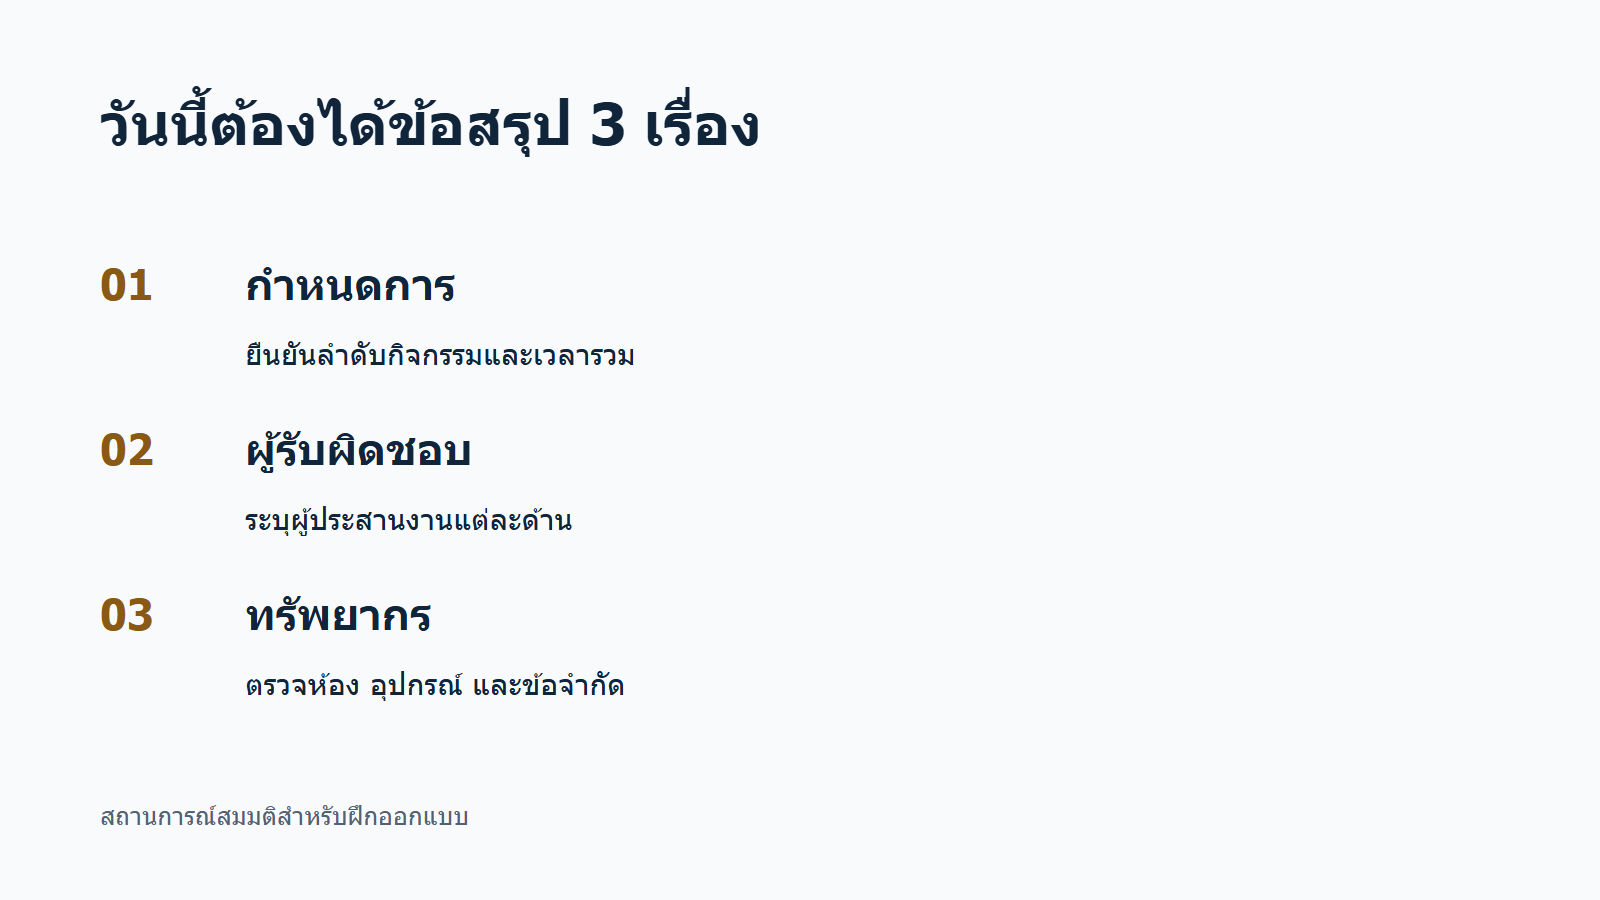 วันนี้ต้องได้ข้อสรุป 3 เรื่อง
01 กำหนดการ
ยืนยันลำดับกิจกรรมและเวลารวม
02 ผู้รับผิดชอบ
ระบุผู้ประสานงานแต่ละด้าน
03 ทรัพยากร
ตรวจห้อง อุปกรณ์ และข้อจำกัด
สถานการณ์สมมติสำหรับฝึกออกแบบ